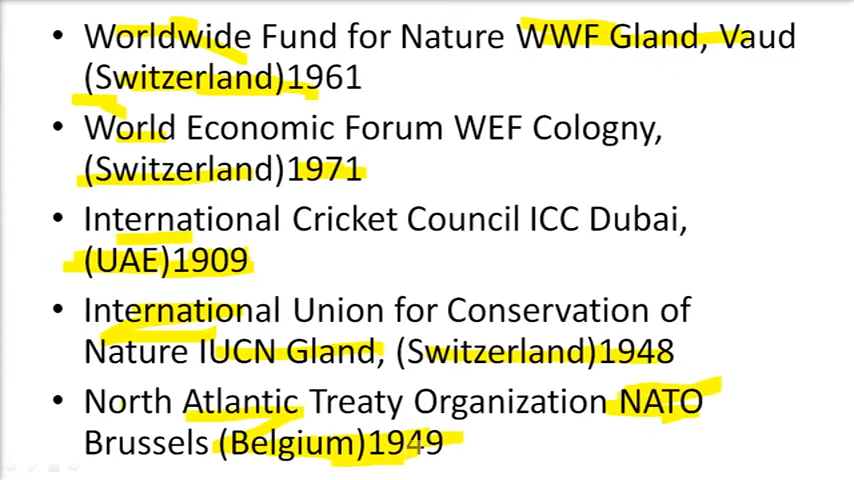 • Worldwide Fund for Nature WWF Gland, Vaud
(Switzerland)1961
• World Economic Forum WEF Cologny,
(Switzerland)1971
• International Cricket Council ICC Dubai,
(UAE)1909
• International Union for Conservation of
Nature IUCN Gland, (Switzerland)1948
• North Atlantic Treaty Organization NATO
Brussels (Belgium)1949